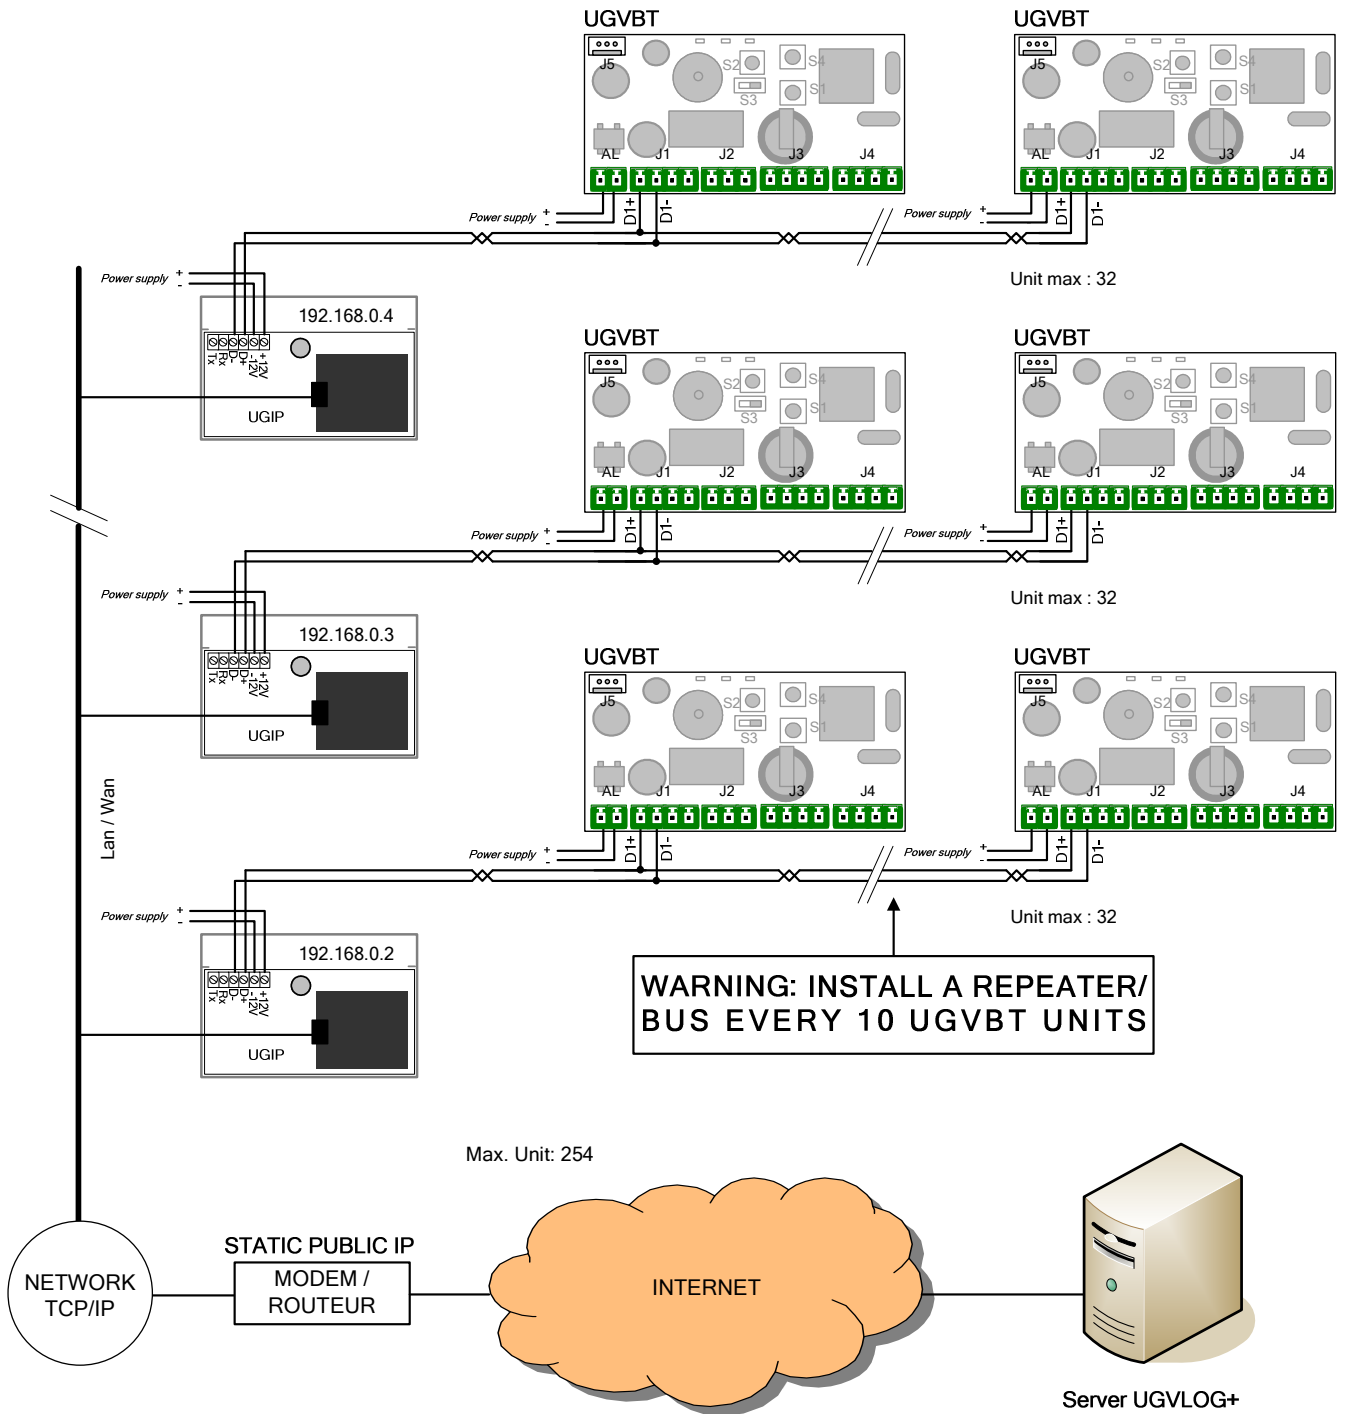 UGVBT UGVBT
J5 S2 S4 S3 S1 J5 S2 S4 S3 S1
AL J1 J2 J3 J4 AL J1 J2 J3 J4
Power supply + - D1+ D1- Power supply + - D1+ D1-
Power supply + -
Unit max : 32
192.168.0.4
Tx Rx D- D+ -12V +12V
UGIP
UGVBT UGVBT
J5 S2 S4 S3 S1 J5 S2 S4 S3 S1
AL J1 J2 J3 J4 AL J1 J2 J3 J4
Power supply + - D1+ D1- Power supply + - D1+ D1-
Power supply + -
Unit max : 32
192.168.0.3
Tx Rx D- D+ -12V +12V
UGIP
UGVBT UGVBT
J5 S2 S4 S3 S1 J5 S2 S4 S3 S1
AL J1 J2 J3 J4 AL J1 J2 J3 J4
Lan / Wan
Power supply + - D1+ D1- Power supply + - D1+ D1-
Power supply + -
Unit max : 32
192.168.0.2
Tx Rx D- D+ -12V +12V
UGIP
WARNING: INSTALL A REPEATER/
BUS EVERY 10 UGVBT UNITS
Max. Unit: 254
STATIC PUBLIC IP
NETWORK
TCP/IP
MODEM /
ROUTEUR
INTERNET
Server UGVLOG+